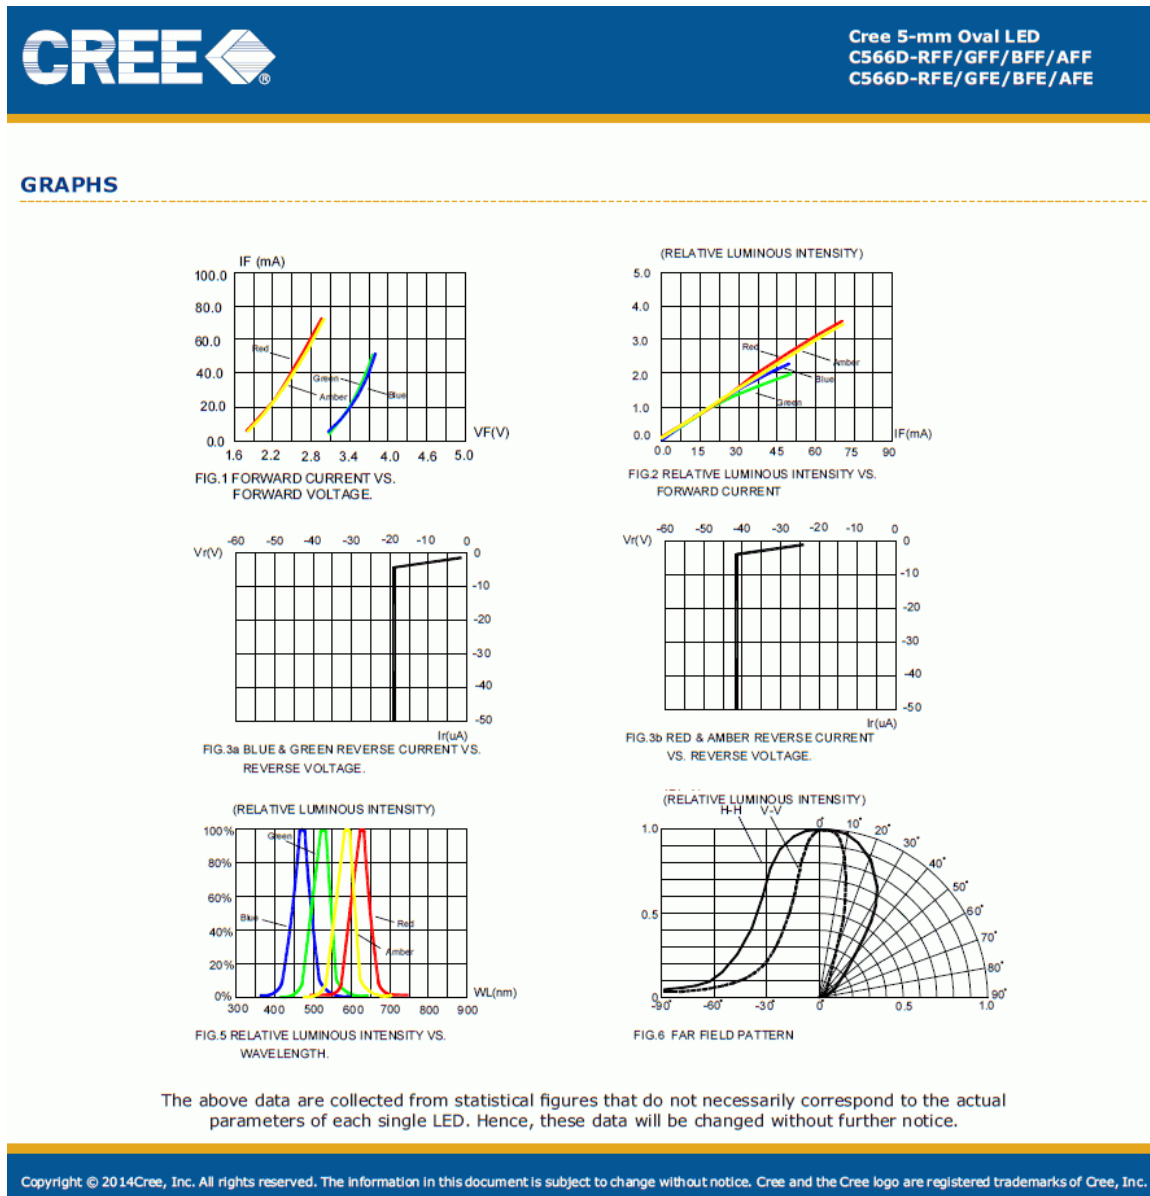 CREE
®
Cree 5-mm Oval LED
C566D-RFF/GFF/BFF/AFF
C566D-RFE/GFE/BFE/AFE
GRAPHS
IF (mA)
100.0
80.0
60.0
40.0
20.0
0.0
Red
Green
Amber
Blue
VF(V)
1.6 2.2 2.8 3.4 4.0 4.6 5.0
FIG.1 FORWARD CURRENT VS.
FORWARD VOLTAGE.
(RELATIVE LUMINOUS INTENSITY)
5.0
4.0
3.0
2.0
1.0
0.0
Red
Amber
Blue
Green
IF(mA)
0.0 15 30 45 60 75 90
FIG.2 RELATIVE LUMINOUS INTENSITY VS.
FORWARD CURRENT
-60 -50 -40 -30 -20 -10 0
Vr(V)
0
-10
-20
-30
-40
-50
Ir(uA)
FIG.3a BLUE & GREEN REVERSE CURRENT VS.
REVERSE VOLTAGE.
-60 -50 -40 -30 -20 -10 0
Vr(V)
0
-10
-20
-30
-40
-50
Ir(uA)
FIG.3b RED & AMBER REVERSE CURRENT
VS. REVERSE VOLTAGE.
(RELATIVE LUMINOUS INTENSITY)
100%
80%
60%
40%
20%
0%
Green
Blue
Red
Amber
WL(nm)
300 400 500 600 700 800 900
FIG.5 RELATIVE LUMINOUS INTENSITY VS.
WAVELENGTH.
(RELATIVE LUMINOUS INTENSITY)
H-H V-V
1.0
0.5
0
0° 10° 20° 30° 40° 50° 60° 70° 80° 90°
-90° -60° -30° 0° 0.5 1.0
FIG.6 FAR FIELD PATTERN
The above data are collected from statistical figures that do not necessarily correspond to the actual
parameters of each single LED. Hence, these data will be changed without further notice.
Copyright © 2014Cree, Inc. All rights reserved. The information in this document is subject to change without notice. Cree and the Cree logo are registered trademarks of Cree, Inc.